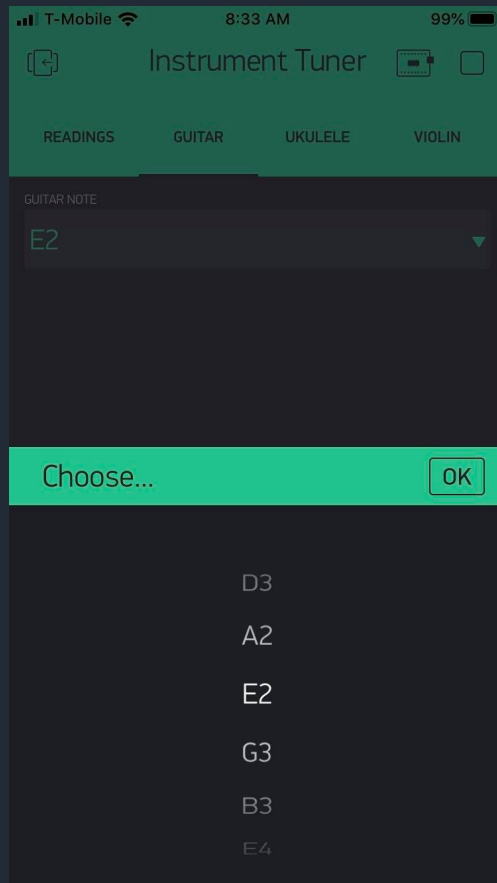 T-Mobile 8:33 AM 99%
Instrument Tuner
READINGS GUITAR UKULELE VIOLIN
GUITAR NOTE
E2
Choose... OK
D3
A2
E2
G3
B3
E4